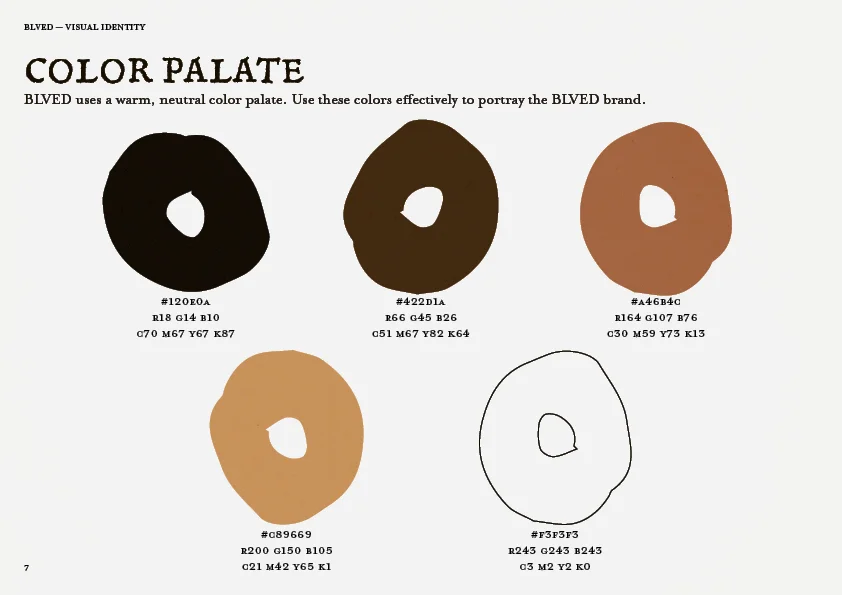 BLVED — VISUAL IDENTITY
COLOR PALATE
BLVED uses a warm, neutral color palate. Use these colors effectively to portray the BLVED brand.
#120E0A
R18 G14 B10
C70 M67 Y67 K87
#422D1A
R66 G45 B26
C51 M67 Y82 K64
#A46B4C
R164 G107 B76
C30 M59 Y73 K13
#C89669
R200 G150 B105
C21 M42 Y65 K1
#F3F3F3
R243 G243 B243
C3 M2 Y2 K0
7